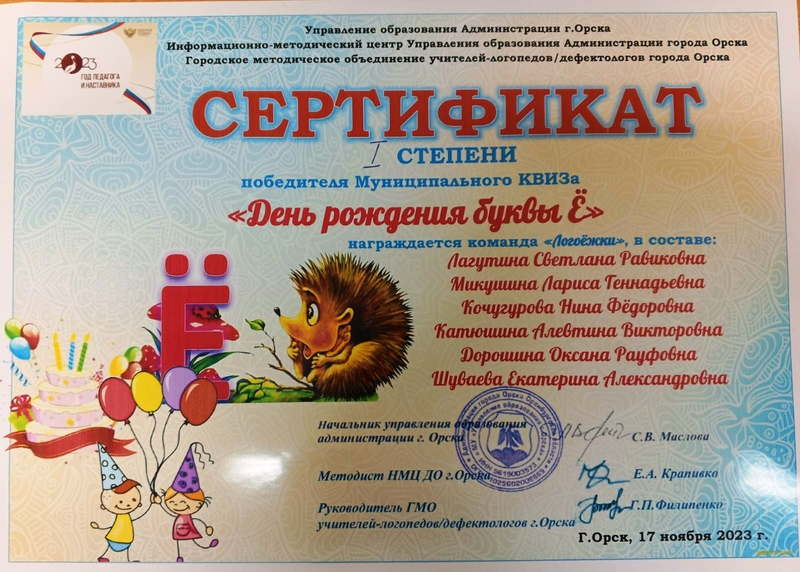 Управление образования Администрации г.Орска
Информационно-методический центр Управления образования Администрации города Орска
Городское методическое объединение учителей-логопедов/дефектологов города Орска
2023
ГОД ПЕДАГОГА
И НАСТАВНИКА
СЕРТИФИКАТ
I СТЕПЕНИ
победителя Муниципального КВИЗа
«День рождения буквы Ё»
награждается команда «Логоёжки», в составе:
Лагутина Светлана Равиковна
Микушина Лариса Геннадьевна
Кочугурова Нина Фёдоровна
Катюшина Алевтина Викторовна
Дорошина Оксана Рауфовна
Шуваева Екатерина Александровна
Ё
Начальник управления образования
администрации г. Орска С.В. Маслова
Методист НМЦ ДО г.Орска Е.А. Крапивко
Руководитель ГМО Г.П.Филипенко
учителей-логопедов/дефектологов г.Орска
Г.Орск, 17 ноября 2023 г.